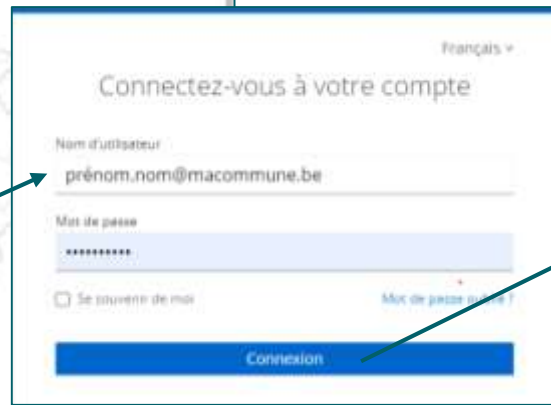 Français
Connectez-vous à votre compte
Nom d'utilisateur
prénom.nom@macommune.be
Mot de passe
••••••••••
Se souvenir de moi
Mot de passe oublié ?
Connexion